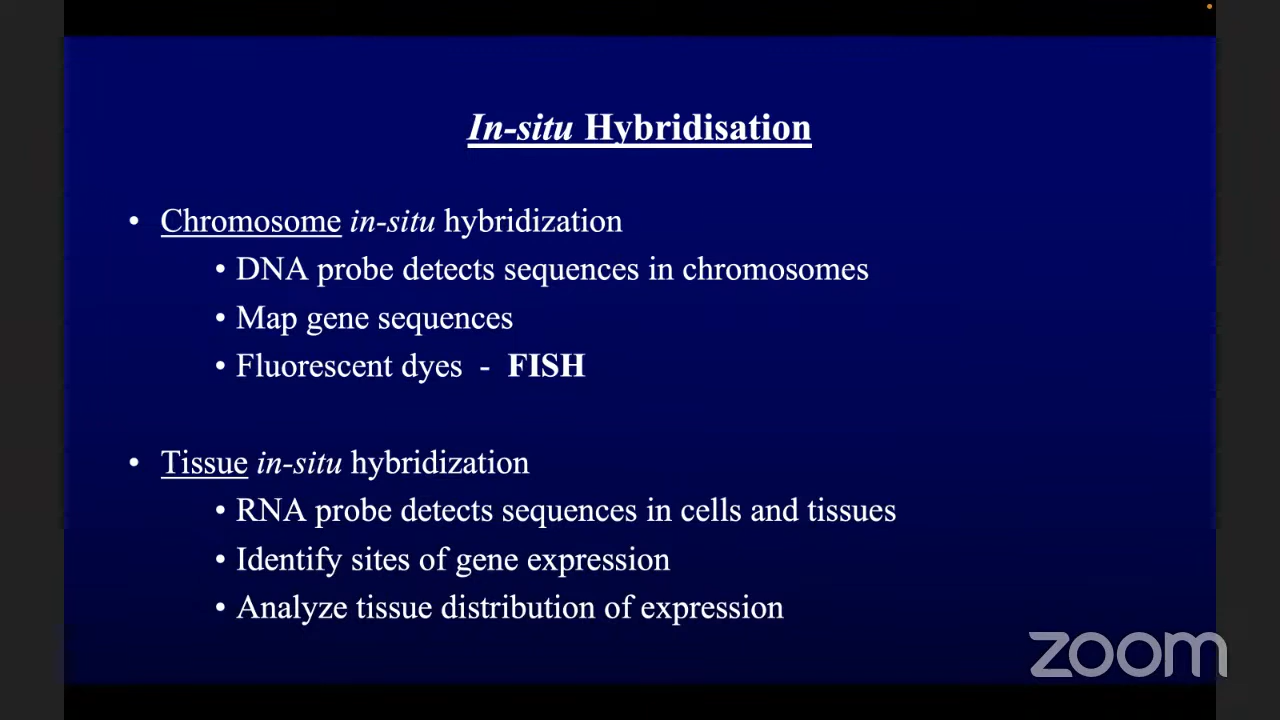 In-situ Hybridisation
• Chromosome in-situ hybridization
• DNA probe detects sequences in chromosomes
• Map gene sequences
• Fluorescent dyes - FISH
• Tissue in-situ hybridization
• RNA probe detects sequences in cells and tissues
• Identify sites of gene expression
• Analyze tissue distribution of expression
zoom